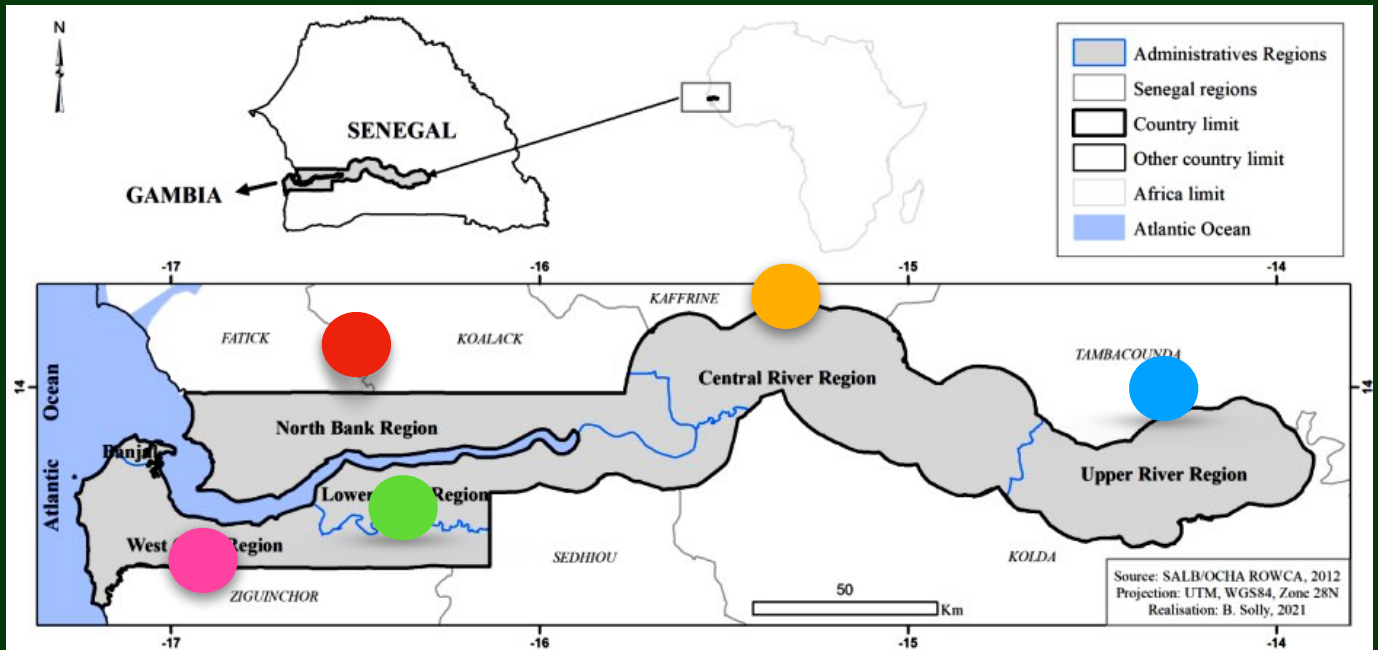 N
SENEGAL
GAMBIA
Administratives Regions
Senegal regions
Country limit
Other country limit
Africa limit
Atlantic Ocean
-17 -16 -15 -14
KAFFRINE
FATICK
KOALACK
TAMBACOUNDA
14 14
Central River Region
Atlantic Ocean
North Bank Region
Banjul
Upper River Region
Lower Region
West Region
SEDHIOU
KOLDA
ZIGUINCHOR
50
Km
Source: SALB/OCHA ROWCA, 2012
Projection: UTM, WGS84, Zone 28N
Realisation: B. Solly, 2021
-17 -16 -15 -14